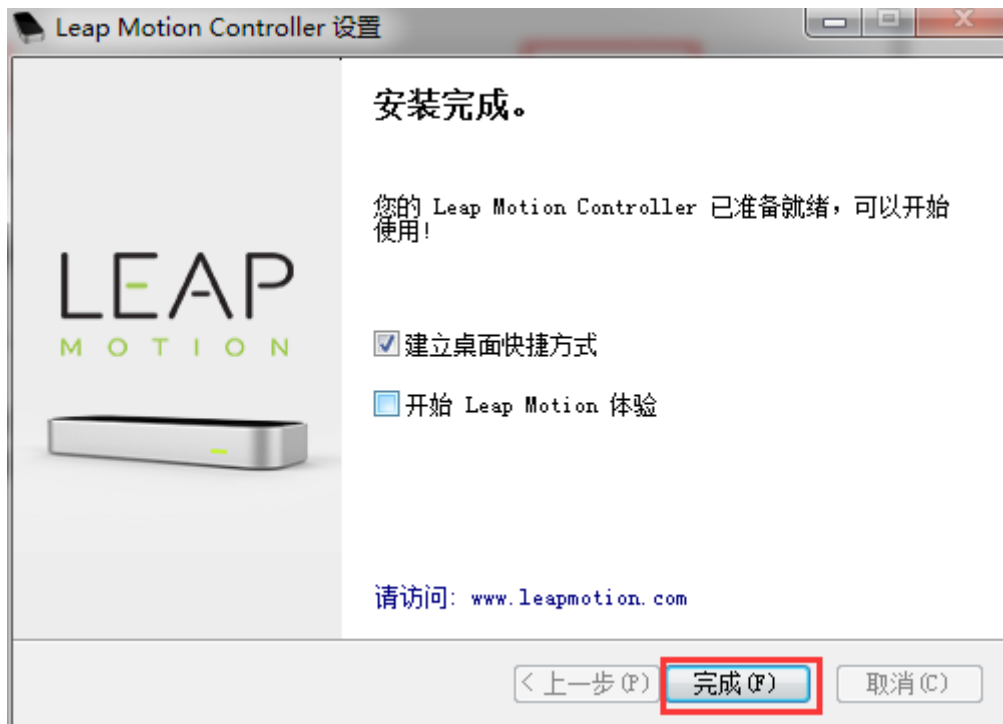 Leap Motion Controller 设置
安装完成。
您的 Leap Motion Controller 已准备就绪，可以开始
使用!
LEAP
MOTION
建立桌面快捷方式
开始 Leap Motion 体验
请访问: www.leapmotion.com
<上一步(P)
完成(F)
取消(C)